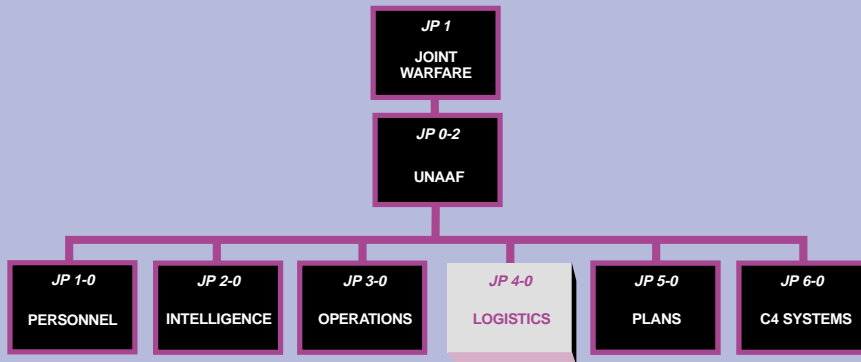 JP 1
JOINT
WARFARE
JP 0-2
UNAAF
JP 1-0
PERSONNEL
JP 2-0
INTELLIGENCE
JP 3-0
OPERATIONS
JP 4-0
LOGISTICS
JP 5-0
PLANS
JP 6-0
C4 SYSTEMS